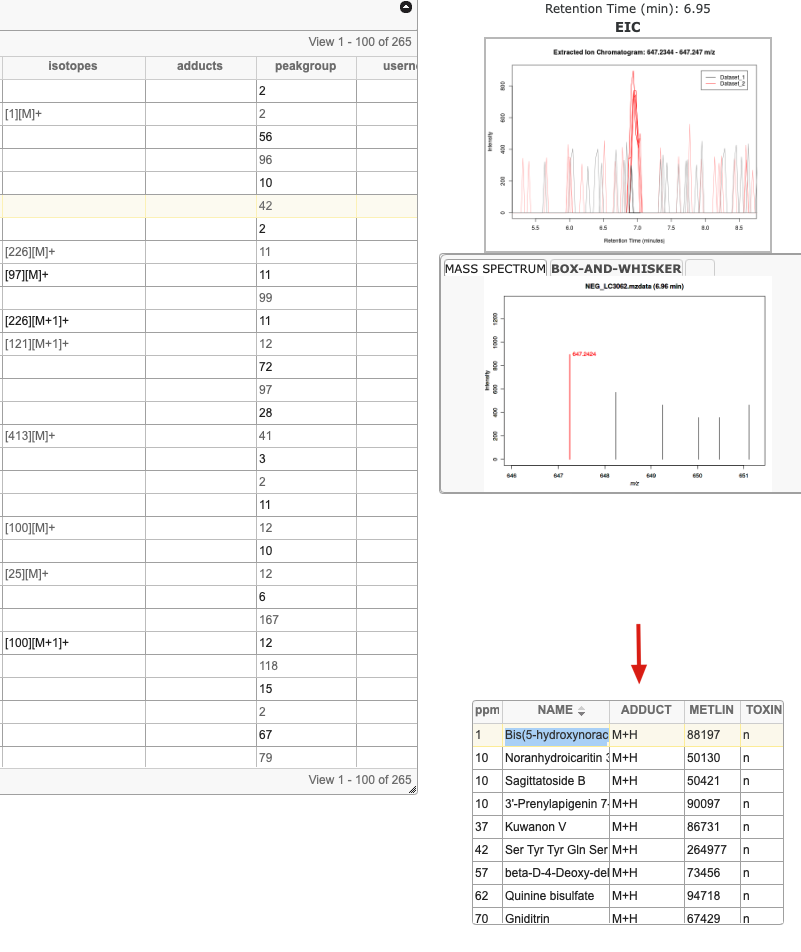 View 1 - 100 of 265
isotopes adducts peakgroup userna
2
[1][M]+ 2
56
96
10
42
2
[226][M]+ 11
[97][M]+ 11
99
[226][M+1]+ 11
[121][M+1]+ 12
72
97
28
[413][M]+ 41
3
2
11
[100][M]+ 12
10
[25][M]+ 12
6
167
[100][M+1]+ 12
118
15
2
67
79
View 1 - 100 of 265
Retention Time (min): 6.95
EIC
Extracted Ion Chromatogram: 647.2344 - 647.247 m/z
Dataset_1
Dataset_2
Intensity
800
600
400
200
0
5.5 6.0 6.5 7.0 7.5 8.0 8.5
Retention Time (minutes)
MASS SPECTRUM BOX-AND-WHISKER
NEG_LC3062.mzdata (6.96 min)
647.2424
Intensity
1200
1000
800
600
400
200
0
646 647 648 649 650 651
m/z
ppm NAME ADDUCT METLIN TOXIN
1 Bis(5-hydroxynorac M+H 88197 n
10 Noranhydroicaritin 3 M+H 50130 n
10 Sagittatoside B M+H 50421 n
10 3'-Prenylapigenin 7- M+H 90097 n
37 Kuwanon V M+H 86731 n
42 Ser Tyr Tyr Gln Ser M+H 264977 n
57 beta-D-4-Deoxy-del M+H 73456 n
62 Quinine bisulfate M+H 94718 n
70 Gniditrin M+H 67429 n